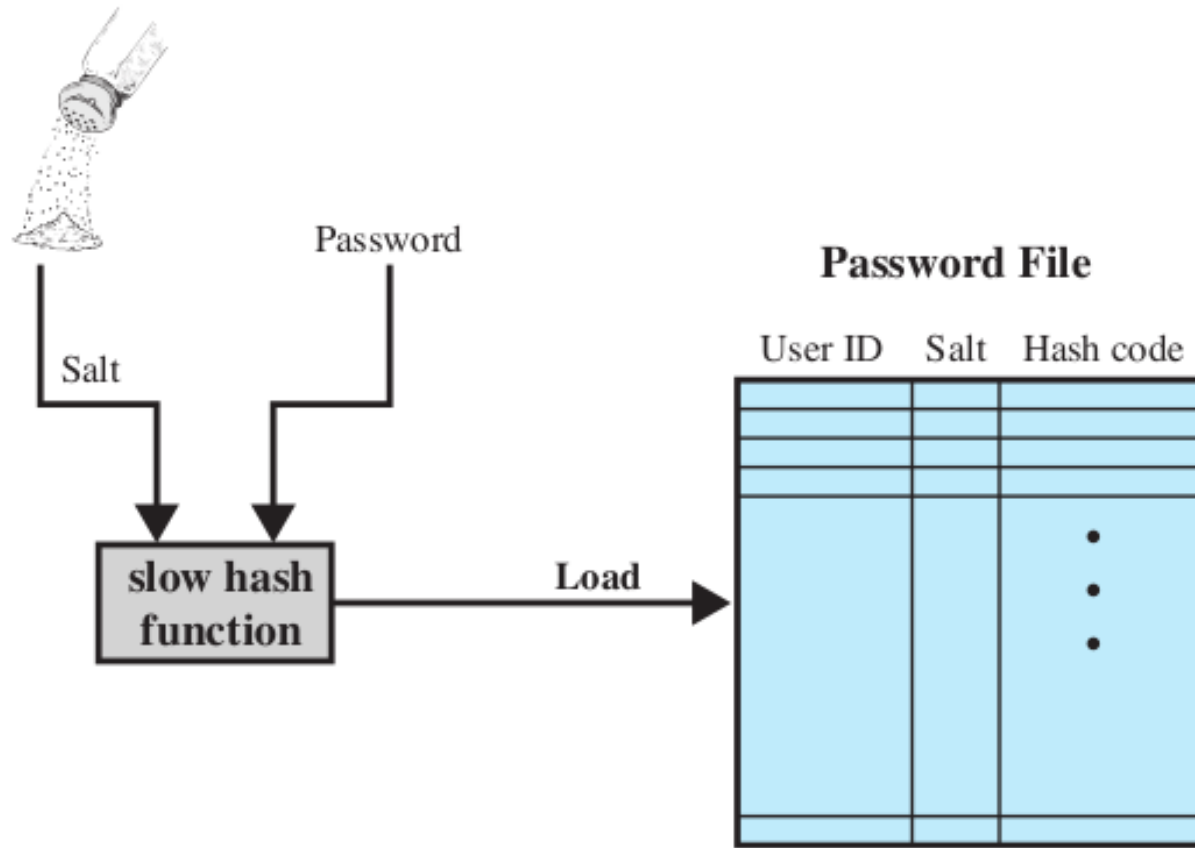 Password
Salt
slow hash
function
Load
Password File
User ID Salt Hash code